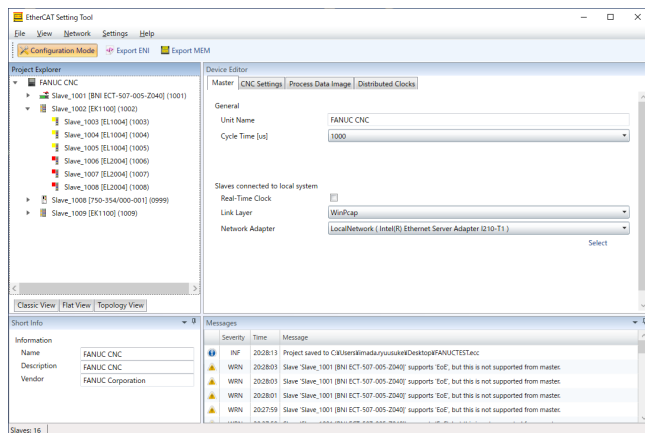 EtherCAT Setting Tool
File View Network Settings Help
Configuration Mode Export ENI Export MEM
Project Explorer
FANUC CNC
Slave_1001 [BNI ECT-507-005-Z040] (1001)
Slave_1002 [EK1100] (1002)
Slave_1003 [EL1004] (1003)
Slave_1004 [EL1004] (1004)
Slave_1005 [EL1004] (1005)
Slave_1006 [EL2004] (1006)
Slave_1007 [EL2004] (1007)
Slave_1008 [EL2004] (1008)
Slave_1008 [750-354/000-001] (0999)
Slave_1009 [EK1100] (1009)
Classic View Flat View Topology View
Device Editor
Master CNC Settings Process Data Image Distributed Clocks
General
Unit Name FANUC CNC
Cycle Time [us] 1000
Slaves connected to local system
Real-Time Clock
Link Layer WinPcap
Network Adapter LocalNetwork ( Intel(R) Ethernet Server Adapter I210-T1 )
Select
Short Info
Information
Name FANUC CNC
Description FANUC CNC
Vendor FANUC Corporation
Messages
Severity Time Message
INF 20:28:13 Project saved to C:\Users\imada.ryuusuke\Desktop\FANUCTEST.ecc
WRN 20:28:03 Slave 'Slave_1001 [BNI ECT-507-005-Z040]' supports 'EoE', but this is not supported from master.
WRN 20:28:03 Slave 'Slave_1001 [BNI ECT-507-005-Z040]' supports 'EoE', but this is not supported from master.
WRN 20:28:01 Slave 'Slave_1001 [BNI ECT-507-005-Z040]' supports 'EoE', but this is not supported from master.
WRN 20:27:59 Slave 'Slave_1001 [BNI ECT-507-005-Z040]' supports 'EoE', but this is not supported from master.
Slaves: 16